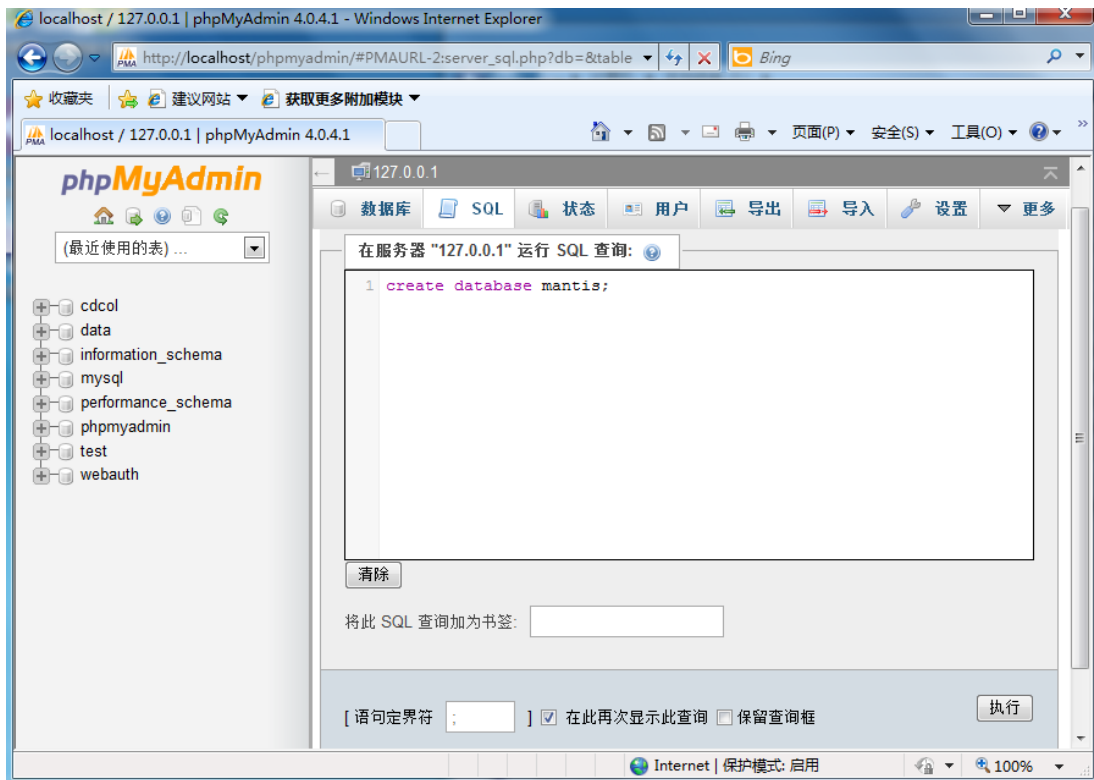 localhost / 127.0.0.1 | phpMyAdmin 4.0.4.1 - Windows Internet Explorer
http://localhost/phpmyadmin/#PMAURL-2:server_sql.php?db=&table
Bing
收藏夹 建议网站 获取更多附加模块
localhost / 127.0.0.1 | phpMyAdmin 4.0.4.1
页面(P) 安全(S) 工具(O) »
phpMyAdmin
(最近使用的表) ...
cdcol
data
information_schema
mysql
performance_schema
phpmyadmin
test
webauth
127.0.0.1
数据库 SQL 状态 用户 导出 导入 设置 更多
在服务器 "127.0.0.1" 运行 SQL 查询:
1 create database mantis;
清除
将此 SQL 查询加为书签:
[ 语句定界符 ; ] 在此再次显示此查询 保留查询框
执行
Internet | 保护模式: 启用 100%